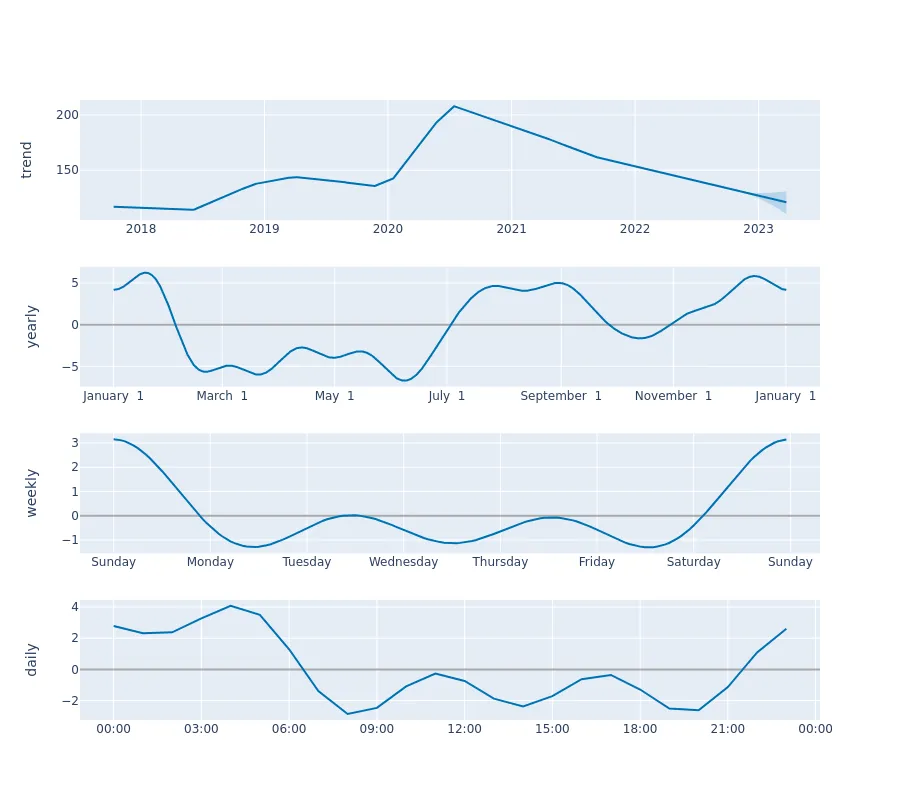 trend
200
150
2018 2019 2020 2021 2022 2023
yearly
5
0
−5
January 1 March 1 May 1 July 1 September 1 November 1 January 1
weekly
3
2
1
0
−1
Sunday Monday Tuesday Wednesday Thursday Friday Saturday Sunday
daily
4
2
0
−2
00:00 03:00 06:00 09:00 12:00 15:00 18:00 21:00 00:00